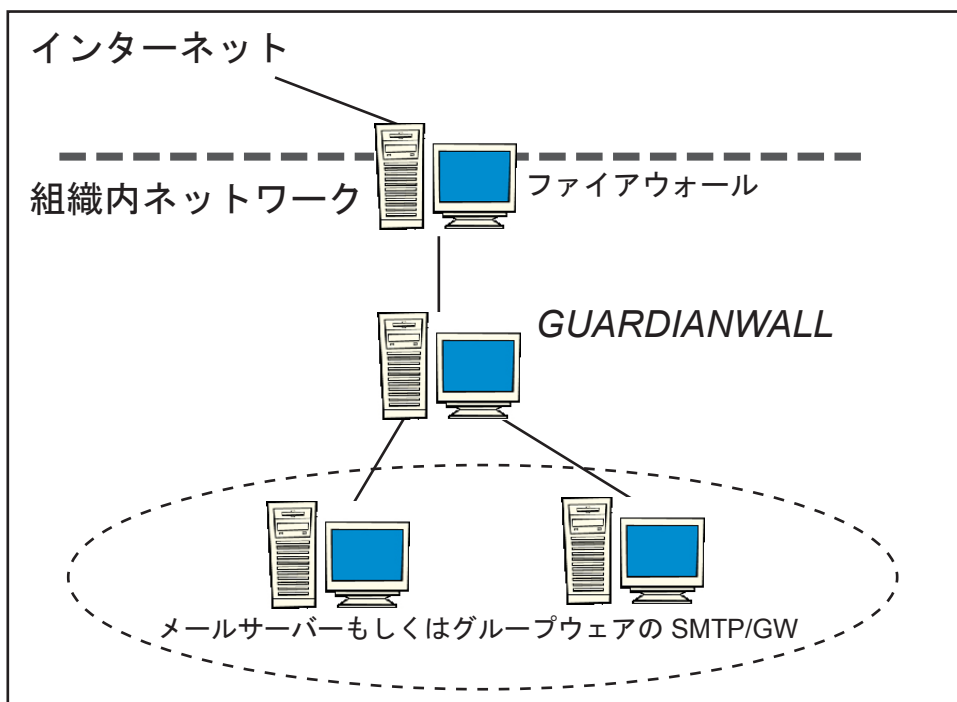 インターネット
組織内ネットワーク
ファイアウォール
GUARDIANWALL
メールサーバーもしくはグループウェアの SMTP/GW